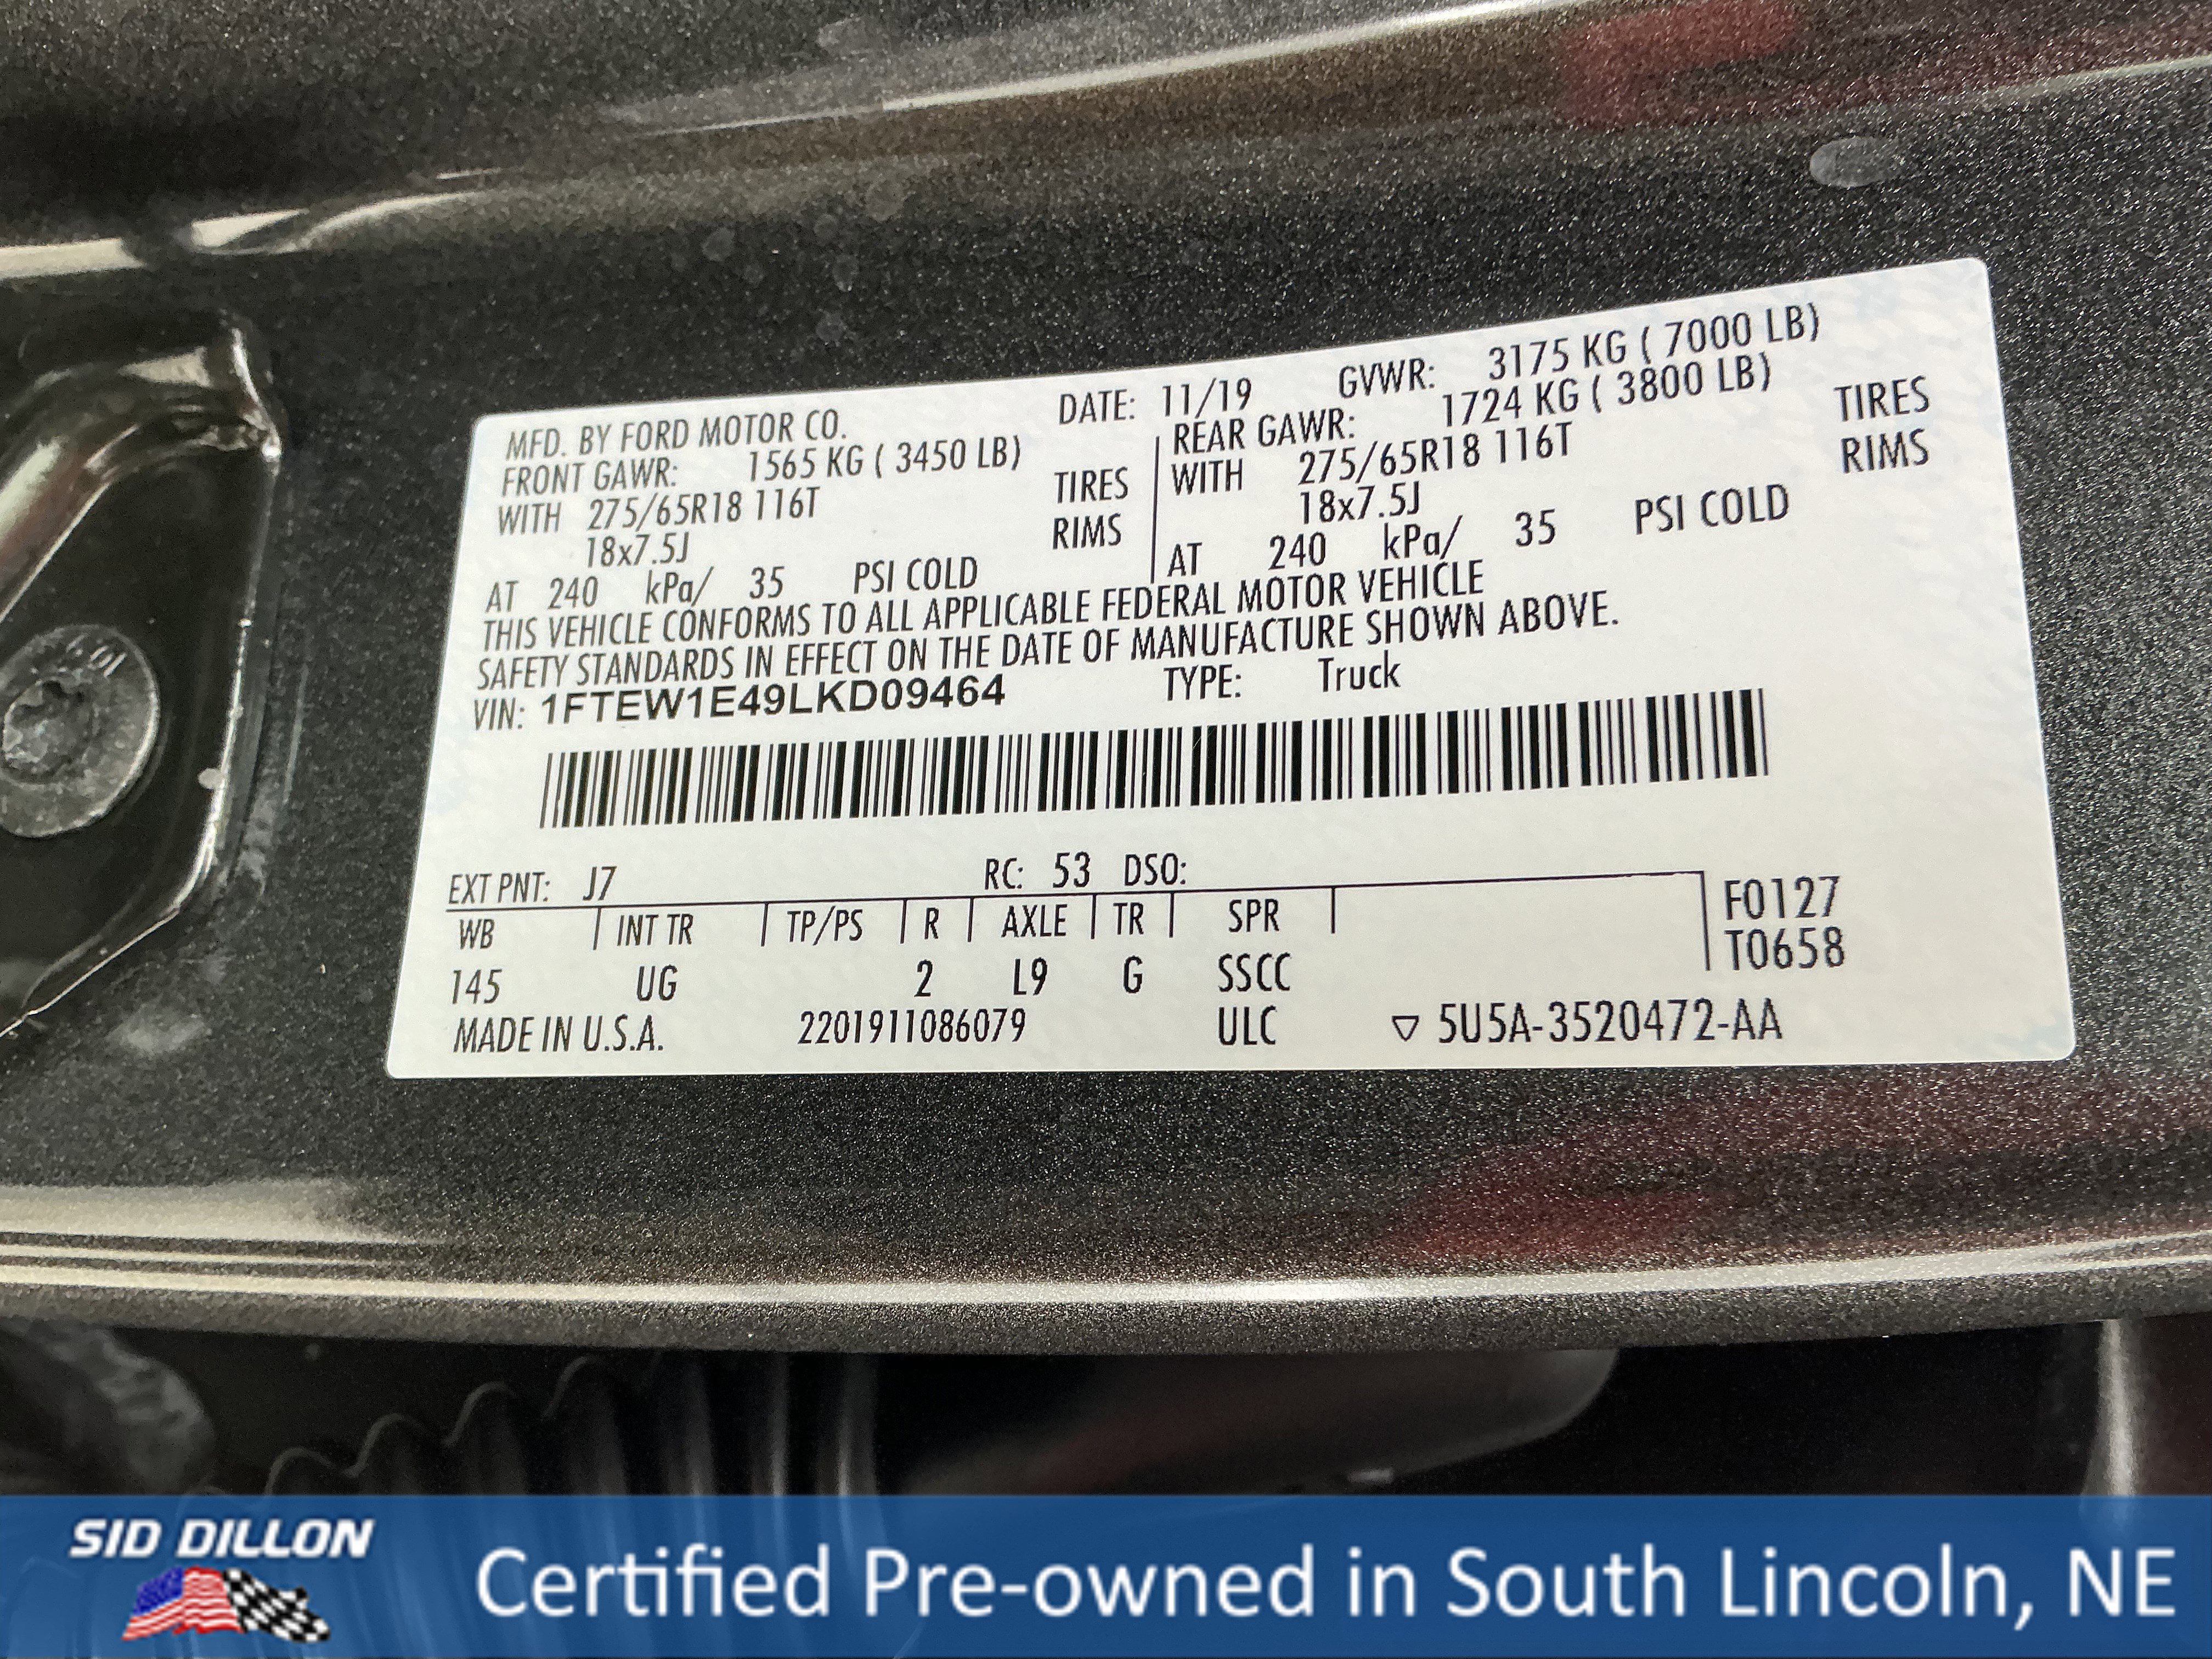 MFD. BY FORD MOTOR CO. DATE: 11/19 GVWR: 3175 KG ( 7000 LB)
FRONT GAWR: 1565 KG ( 3450 LB) REAR GAWR: 1724 KG ( 3800 LB)
WITH 275/65R18 116T TIRES WITH 275/65R18 116T TIRES
18x7.5J RIMS 18x7.5J RIMS
AT 240 kPa/ 35 PSI COLD AT 240 kPa/ 35 PSI COLD
THIS VEHICLE CONFORMS TO ALL APPLICABLE FEDERAL MOTOR VEHICLE
SAFETY STANDARDS IN EFFECT ON THE DATE OF MANUFACTURE SHOWN ABOVE.
VIN: 1FTEW1E49LKD09464 TYPE: Truck
EXT PNT: J7 RC: 53 DSO:
WB INT TR TP/PS R AXLE TR SPR F0127
145 UG 2 L9 G SSCC T0658
MADE IN U.S.A. 2201911086079 ULC ▽ 5U5A-3520472-AA
SID DILLON
Certified Pre-owned in South Lincoln, NE